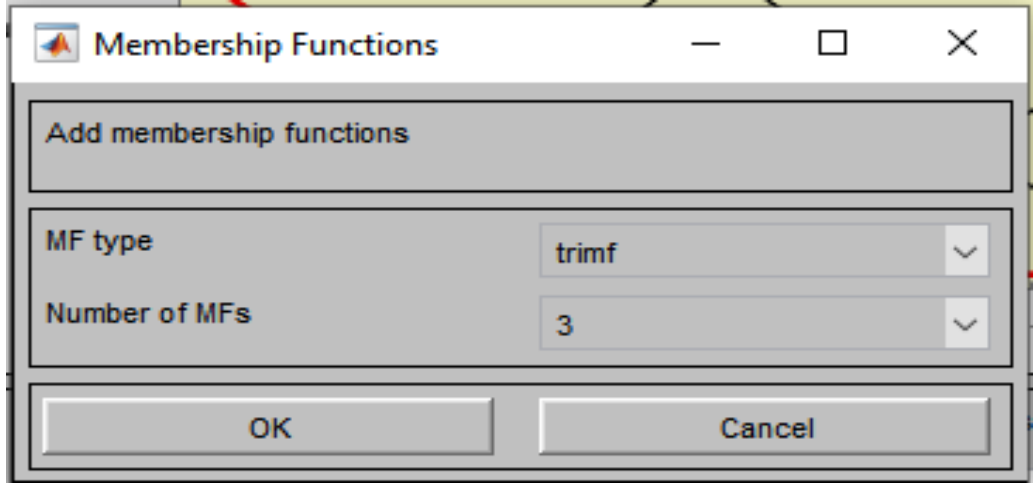 Membership Functions
Add membership functions
MF type
trimf
Number of MFs
3
OK
Cancel